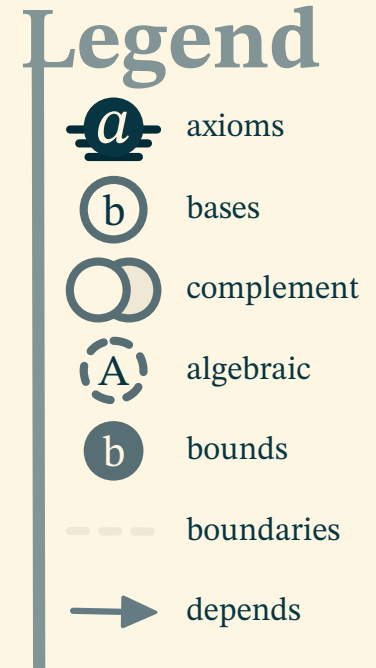 Legend
a axioms
b bases
complement
A algebraic
b bounds
boundaries
depends